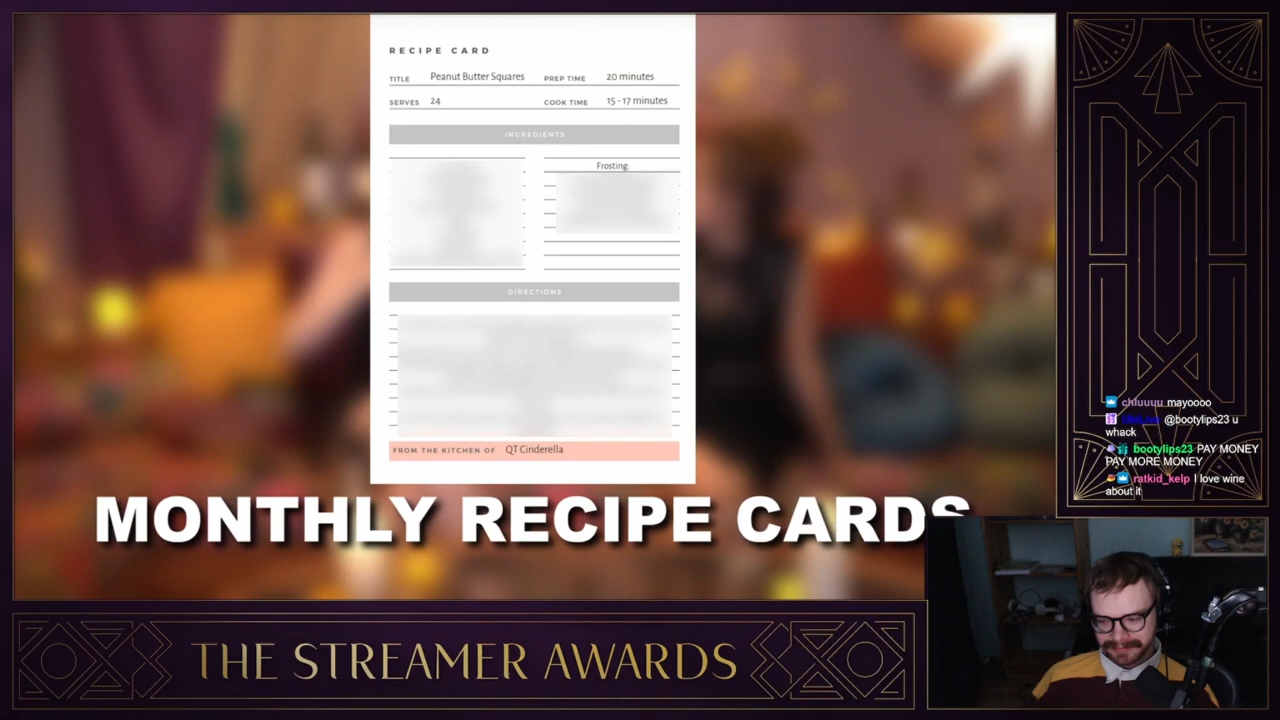 RECIPE CARD
TITLE Peanut Butter Squares PREP TIME 20 minutes
SERVES 24 COOK TIME 15 - 17 minutes
INGREDIENTS
Frosting:
DIRECTIONS
FROM THE KITCHEN OF QT Cinderella
MONTHLY RECIPE CARDS
chluuuu mayoooo
@bootylips23 u
whack
bootylips23 PAY MONEY
PAY MORE MONEY
ratkid_kelp I love wine
about it
THE STREAMER AWARDS